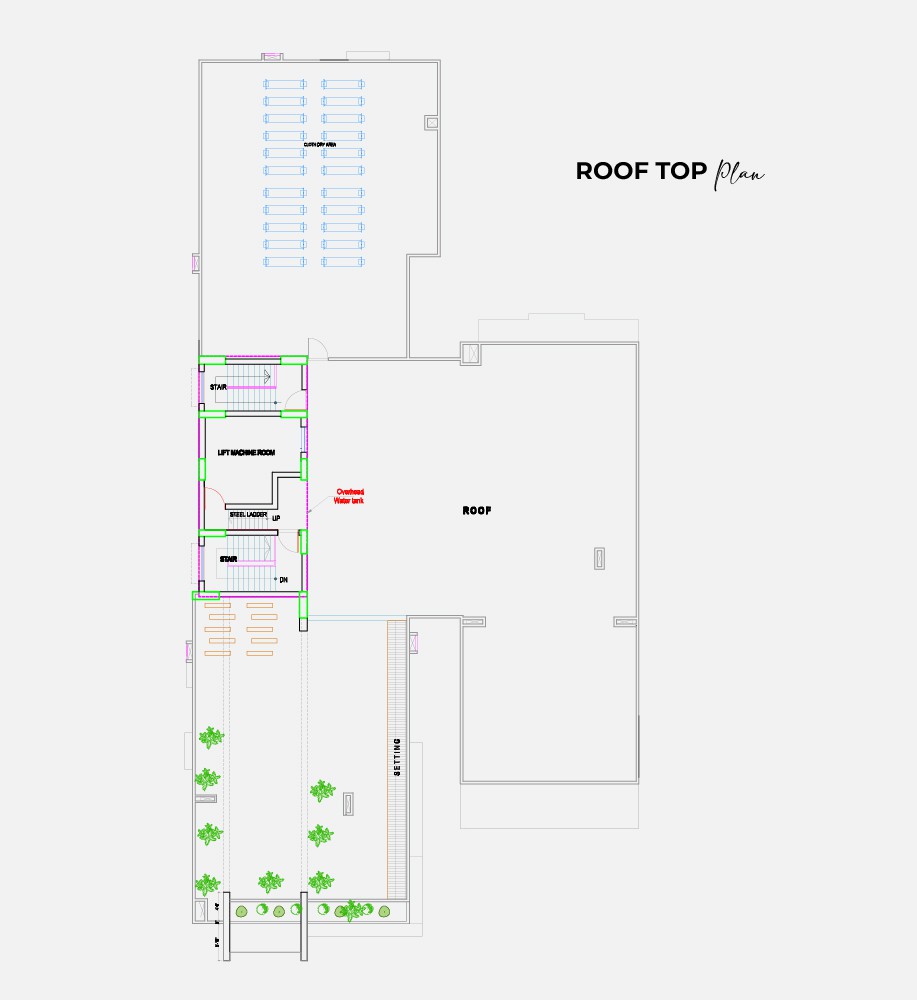 ROOF TOP Plan
CLOTH DRY AREA
STAIR
LIFT MACHINE ROOM
Overhead
Water tank
ROOF
STEEL LADDER
UP
STAIR
DN
SETTING